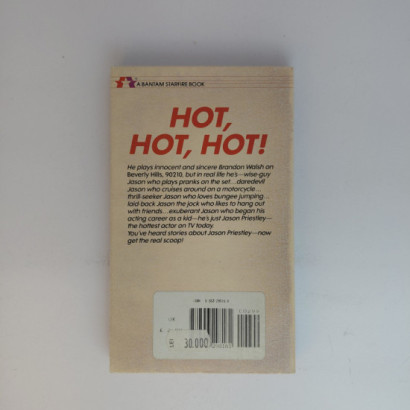 A BANTAM STARFIRE BOOK
HOT,
HOT, HOT!
He plays innocent and sincere Brandon Walsh on
Beverly Hills, 90210, but in real life he's--wise-guy
Jason who plays pranks on the set...daredevil
Jason who cruises around on a motorcycle...
thrill seeker Jason who loves bungee jumping...
laid back Jason the jock who likes to hang out
with friends...exuberant Jason who began his
acting career as a kid--he's just Jason Priestley--
the hottest actor on TV today.
You've heard stories about Jason Priestley--now
get the real scoop!
30.000